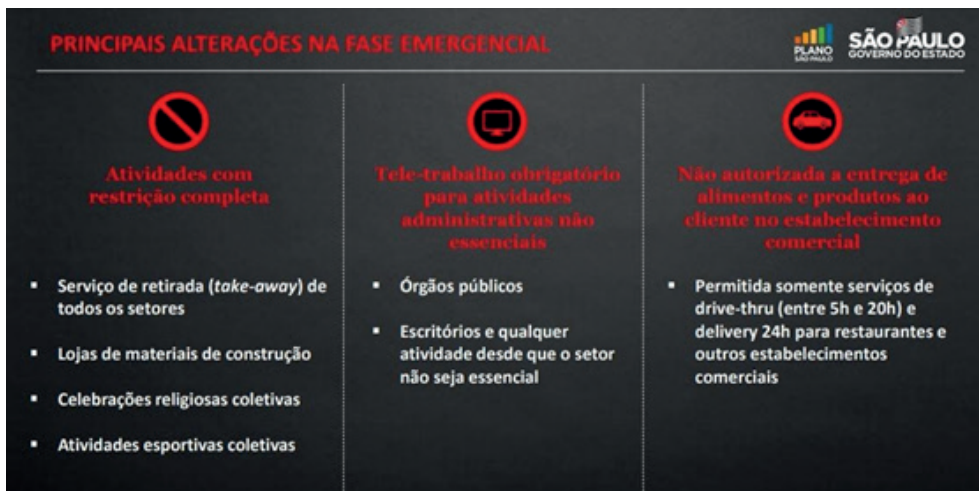 PRINCIPAIS ALTERAÇÕES NA FASE EMERGENCIAL
PLANO
SÃO PAULO
SÃO PAULO
GOVERNO DO ESTADO
Atividades com
restrição completa
▪ Serviço de retirada (take-away) de
todos os setores
▪ Lojas de materiais de construção
▪ Celebrações religiosas coletivas
▪ Atividades esportivas coletivas
Tele-trabalho obrigatório
para atividades
administrativas não
essenciais
▪ Órgãos públicos
▪ Escritórios e qualquer
atividade desde que o setor
não seja essencial
Não autorizada a entrega de
alimentos e produtos ao
cliente no estabelecimento
comercial
▪ Permitida somente serviços de
drive-thru (entre 5h e 20h) e
delivery 24h para restaurantes e
outros estabelecimentos
comerciais